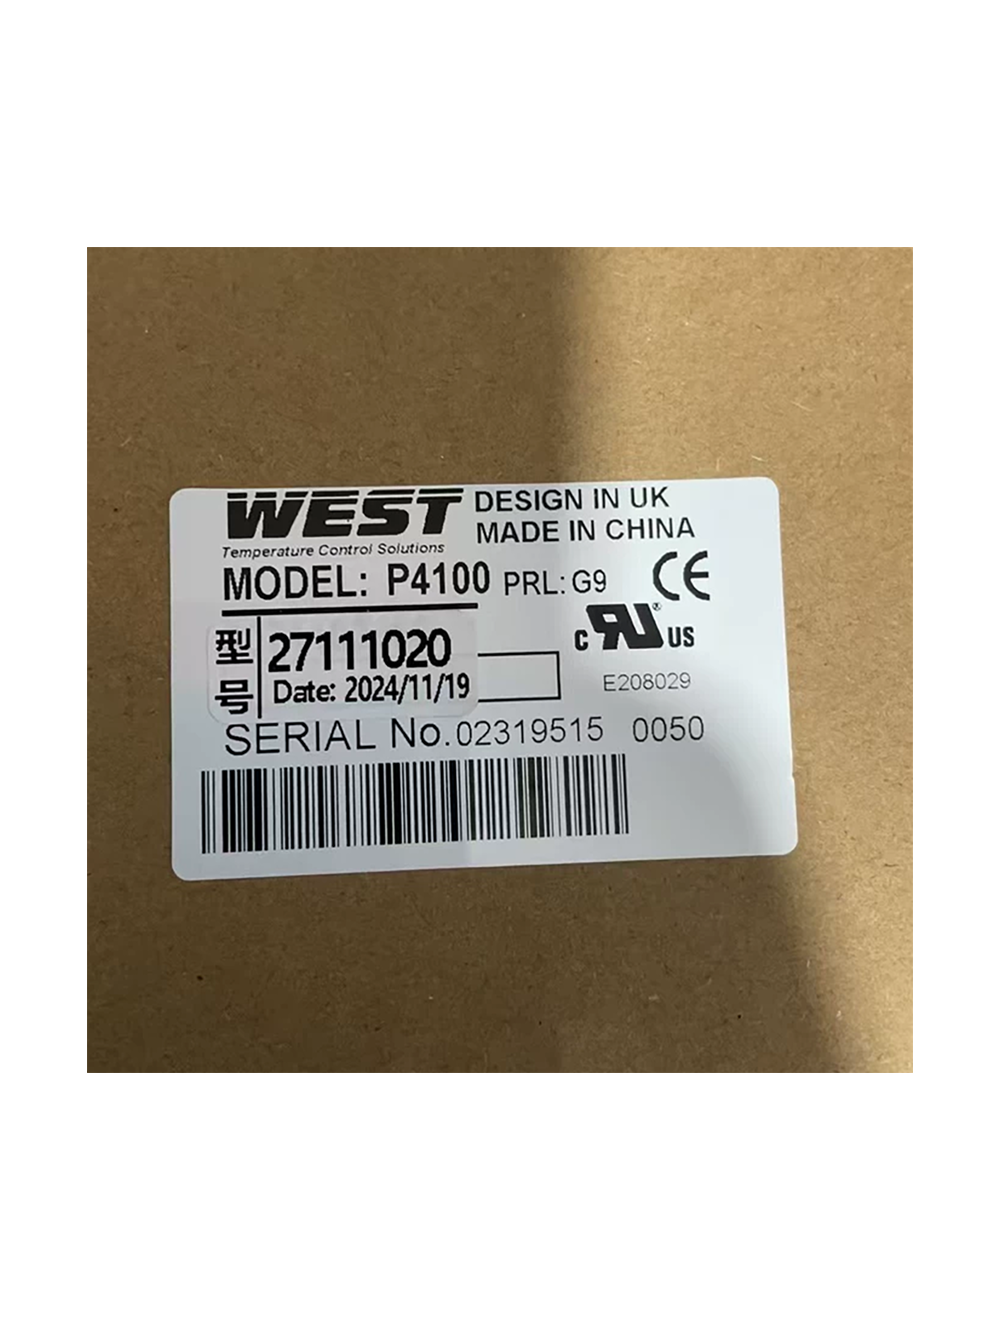 WEST DESIGN IN UK
Temperature Control Solutions MADE IN CHINA
MODEL: P4100 PRL: G9 CE
型号 27111020 c RU® US
Date: 2024/11/19 E208029
SERIAL No. 02319515 0050